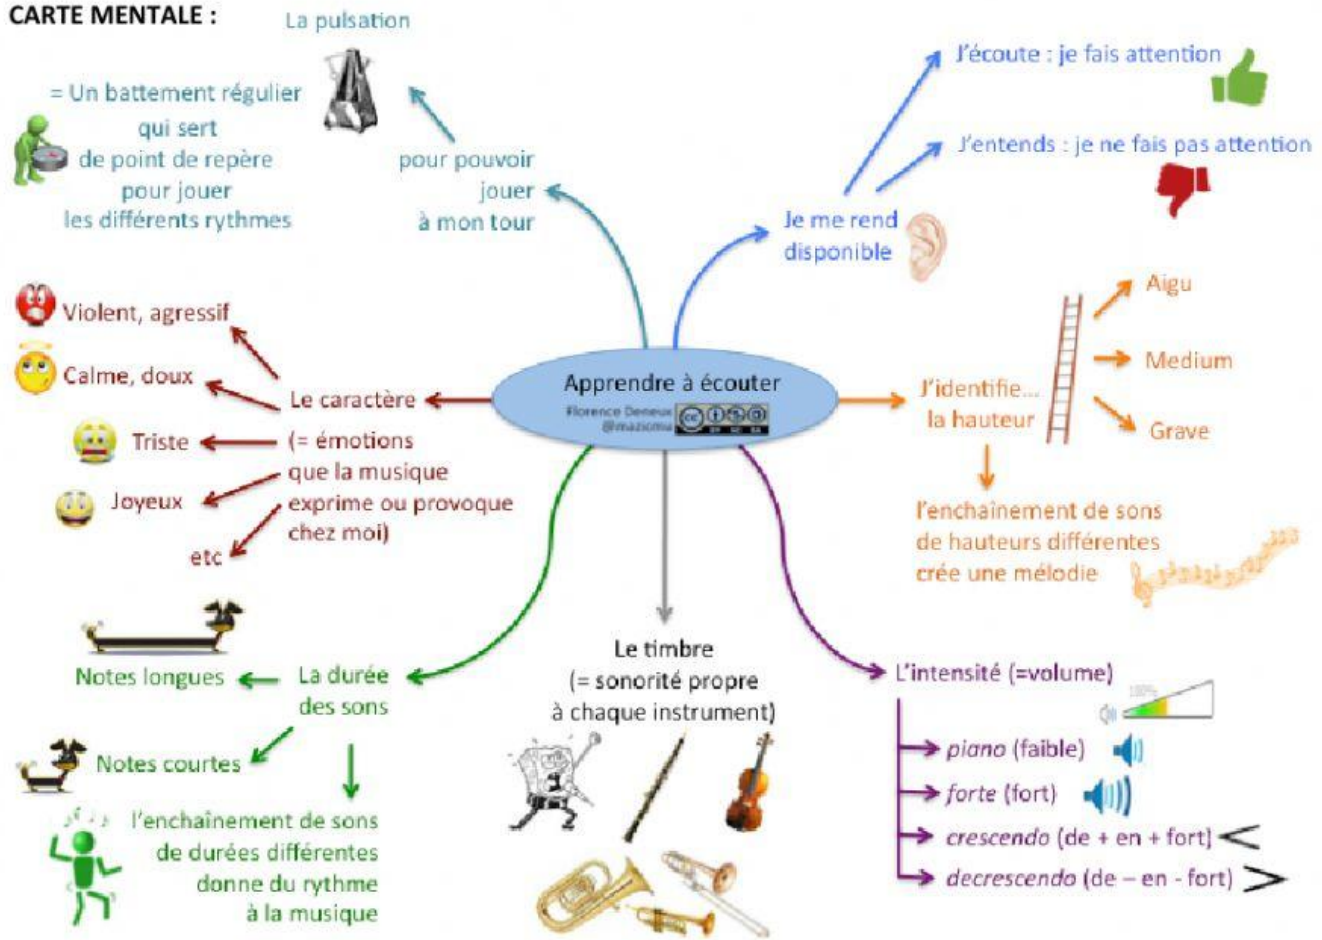 CARTE MENTALE :
La pulsation
= Un battement régulier
qui sert
de point de repère
pour jouer
les différents rythmes
pour pouvoir
jouer
à mon tour
J'écoute : je fais attention
J'entends : je ne fais pas attention
Je me rend
disponible
Violent, agressif
Calme, doux
Triste
Joyeux
etc
Le caractère
(= émotions
que la musique
exprime ou provoque
chez moi)
Apprendre à écouter
Florence Deneux
@mazicmu
cc
J'identifie...
la hauteur
Aigu
Medium
Grave
l'enchaînement de sons
de hauteurs différentes
crée une mélodie
Notes longues
La durée
des sons
Notes courtes
l'enchaînement de sons
de durées différentes
donne du rythme
à la musique
Le timbre
(= sonorité propre
à chaque instrument)
L'intensité (=volume)
100%
piano (faible)
forte (fort)
crescendo (de + en + fort) <
decrescendo (de – en - fort) >